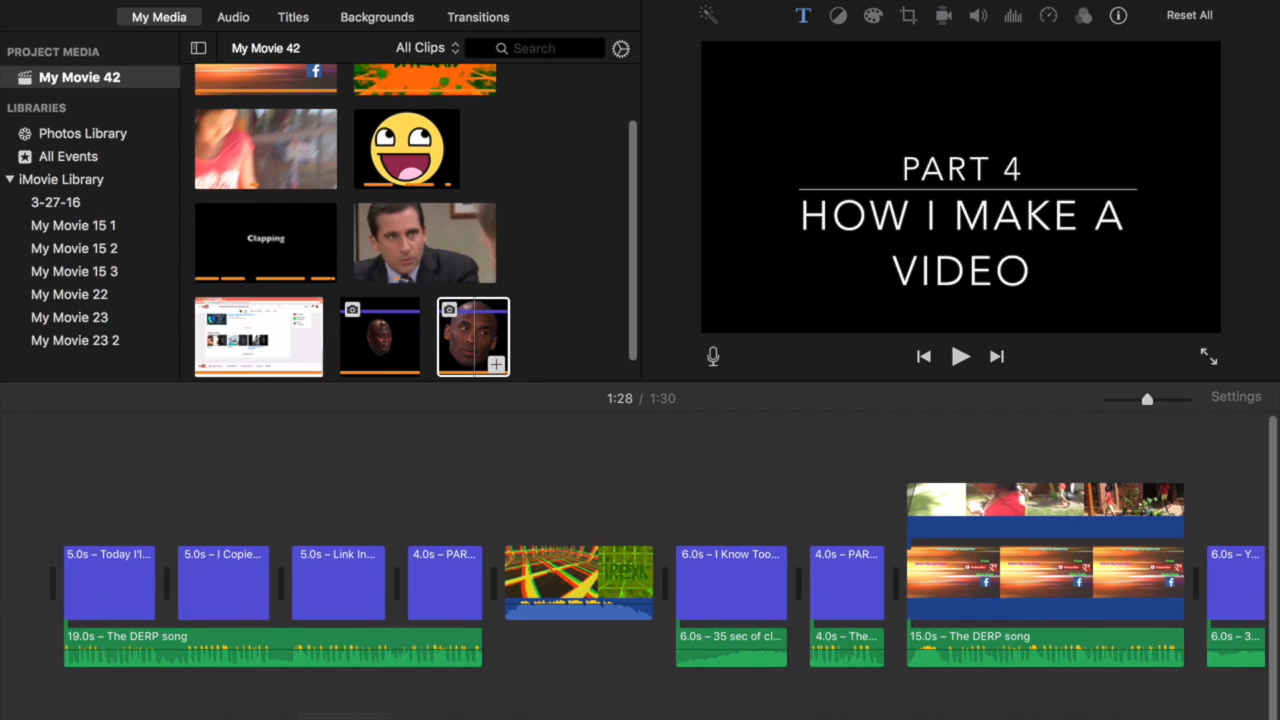 My Media Audio Titles Backgrounds Transitions Reset All
PROJECT MEDIA
My Movie 42
LIBRARIES
Photos Library
All Events
iMovie Library
3-27-16
My Movie 15 1
My Movie 15 2
My Movie 15 3
My Movie 22
My Movie 23
My Movie 23 2
My Movie 42 All Clips Search
Clapping
PART 4
HOW I MAKE A
VIDEO
1:28 / 1:30 Settings
5.0s – Today I'l... 5.0s – I Copie... 5.0s – Link In... 4.0s – PAR... 6.0s – I Know Too... 4.0s – PAR... 6.0s – Y...
19.0s – The DERP song 6.0s – 35 sec of cl... 4.0s – The... 15.0s – The DERP song 6.0s – 3...